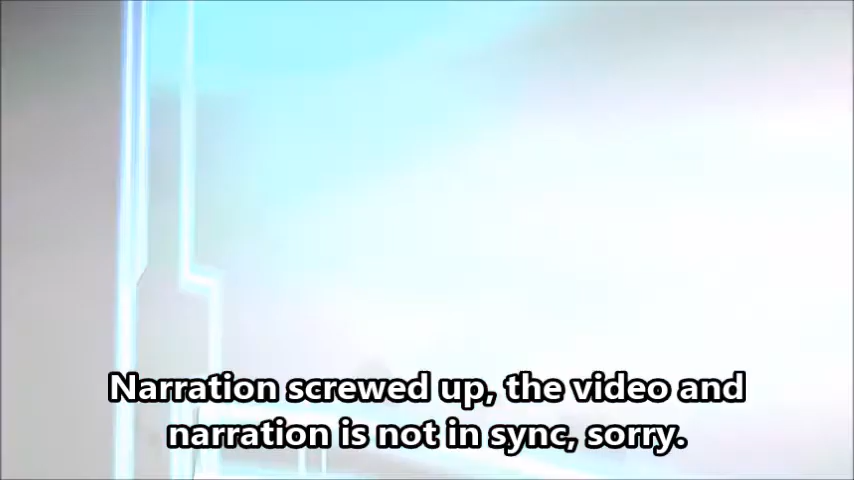 Narration screwed up, the video and
narration is not in sync, sorry.